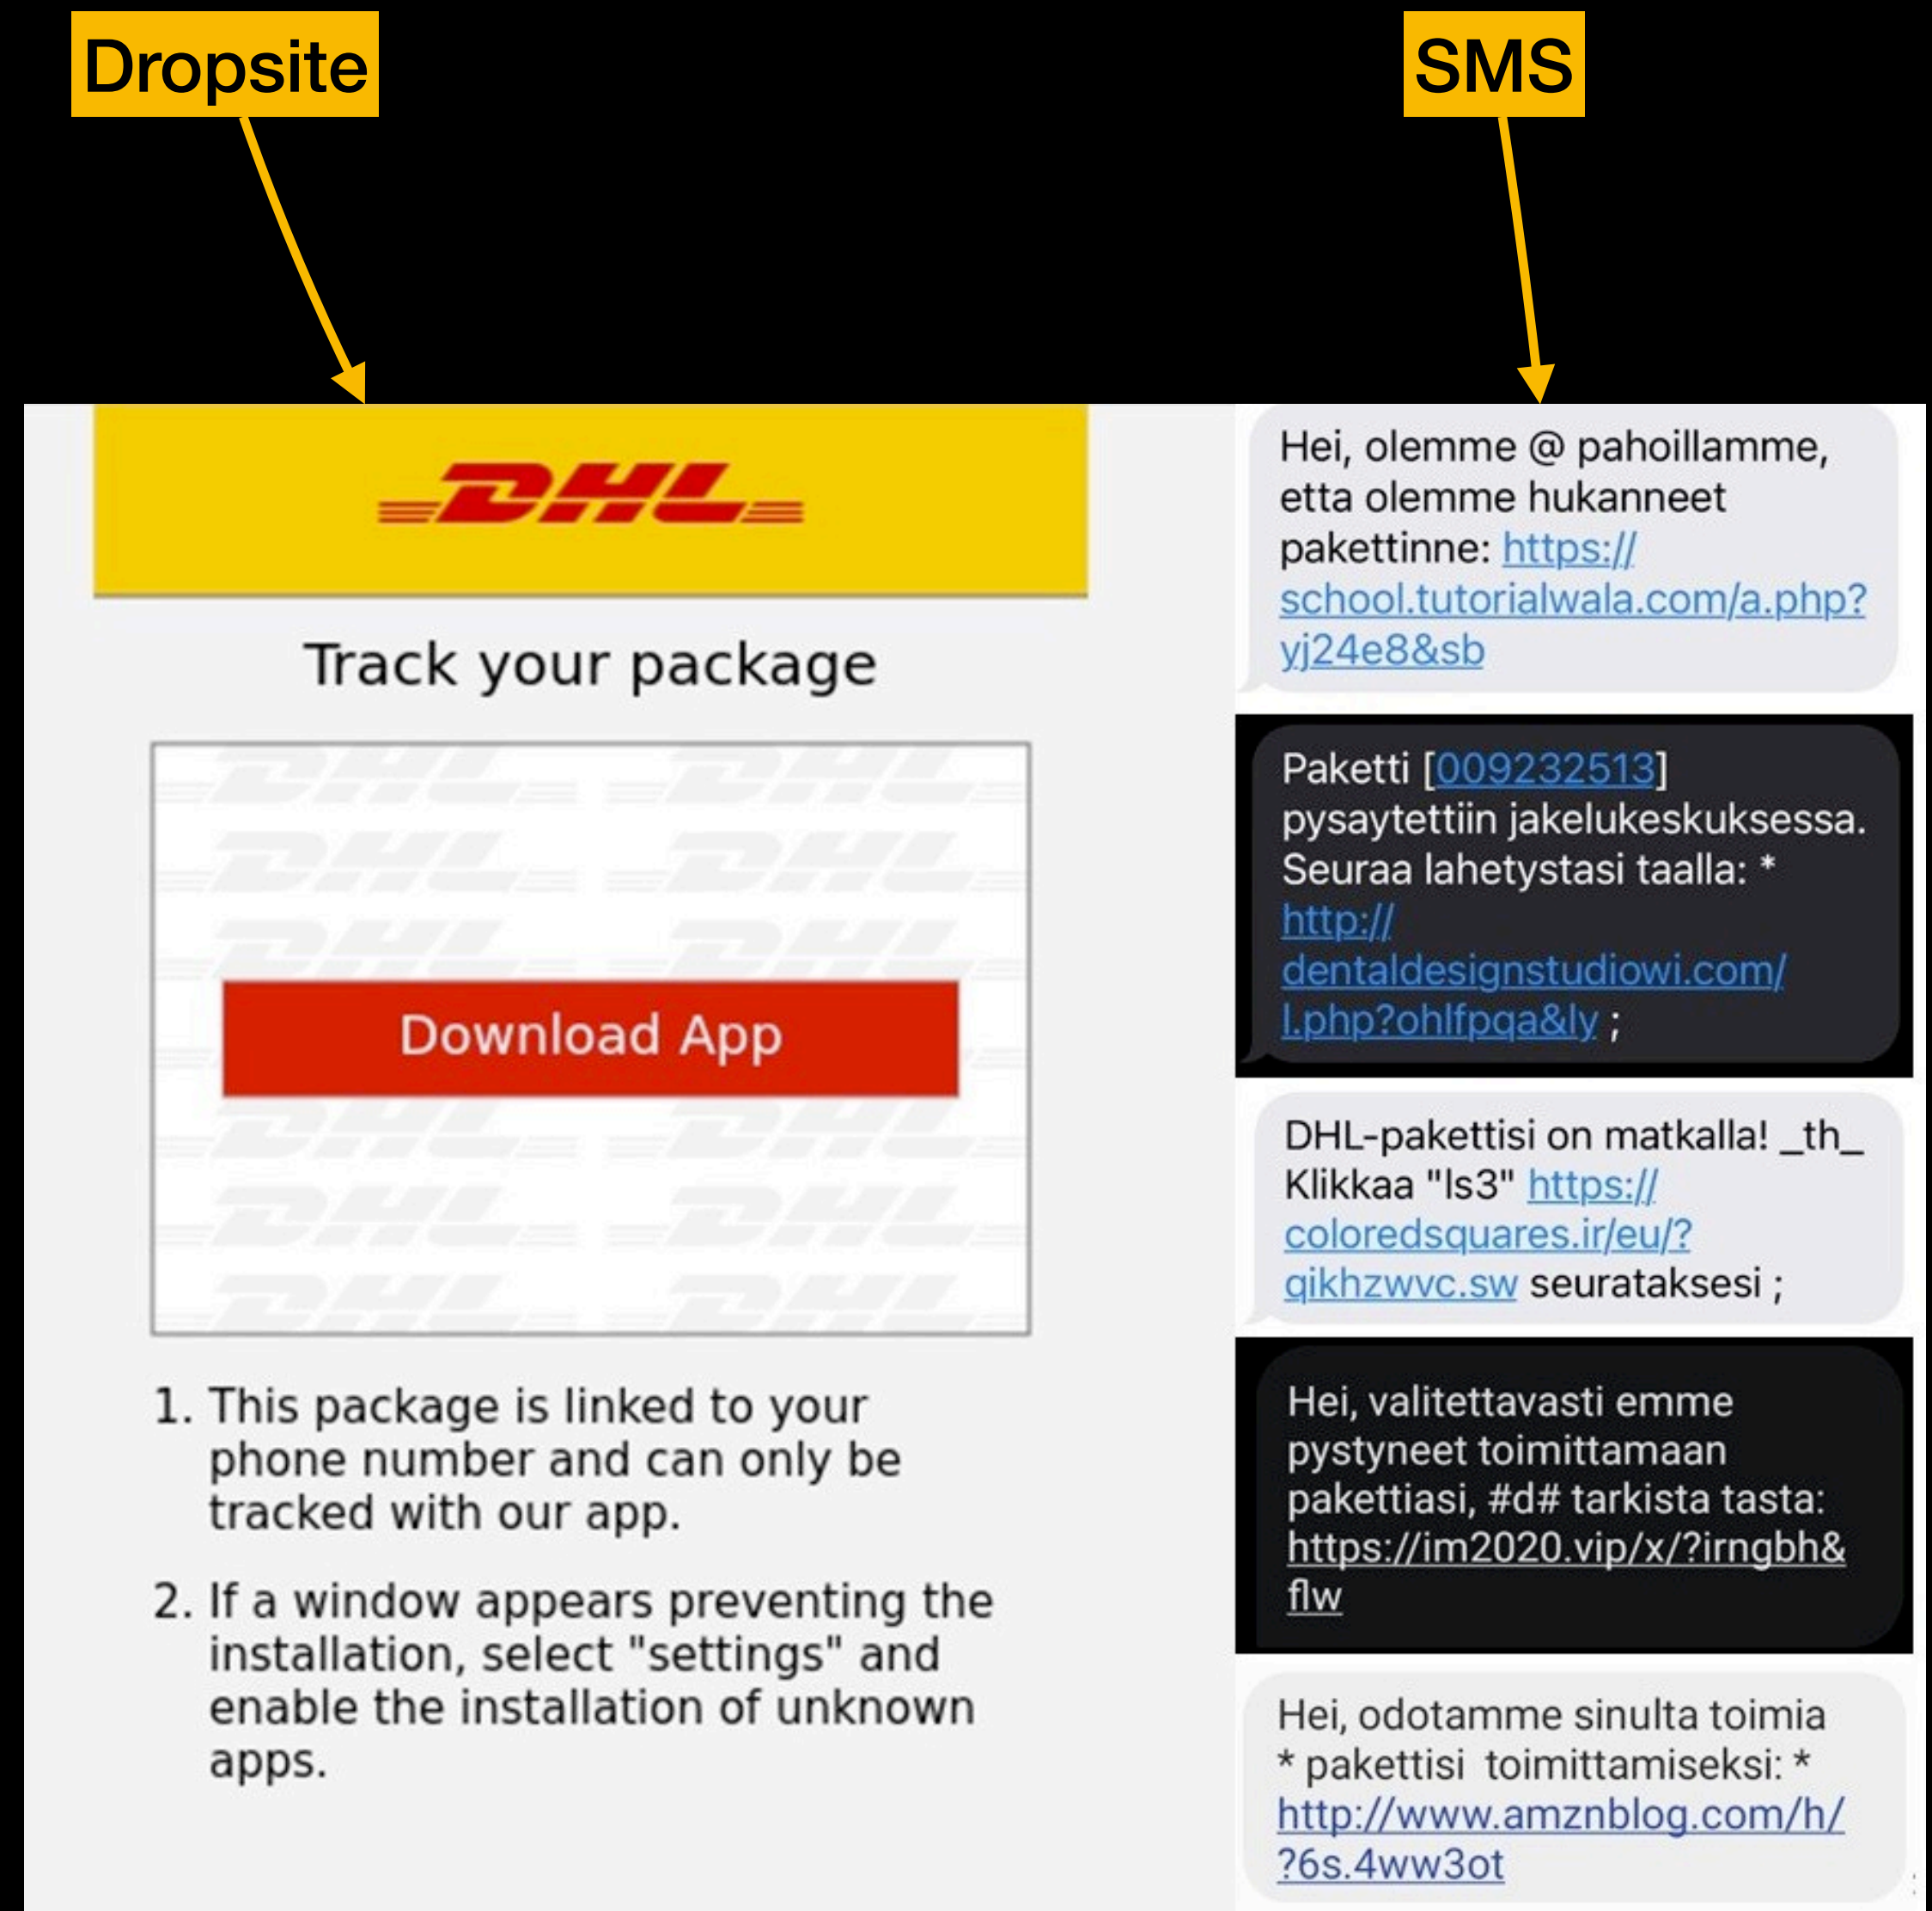 Dropsite
SMS
DHL
Track your package
Download App
1. This package is linked to your
phone number and can only be
tracked with our app.
2. If a window appears preventing the
installation, select "settings" and
enable the installation of unknown
apps.
Hei, olemme @ pahoillamme,
etta olemme hukanneet
pakettinne: https://
school.tutorialwala.com/a.php?
yj24e8&sb
Paketti [009232513]
pysaytettiin jakelukeskuksessa.
Seuraa lahetystasi taalla: *
http://
dentaldesignstudiowi.com/
l.php?ohlfpqa&ly ;
DHL-pakettisi on matkalla! _th_
Klikkaa "ls3" https://
coloredsquares.ir/eu/?
qikhzwvc.sw seurataksesi ;
Hei, valitettavasti emme
pystyneet toimittamaan
pakettiasi, #d# tarkista tasta:
https://im2020.vip/x/?irngbh&
flw
Hei, odotamme sinulta toimia
* pakettisi  toimittamiseksi: *
http://www.amznblog.com/h/
?6s.4ww3ot